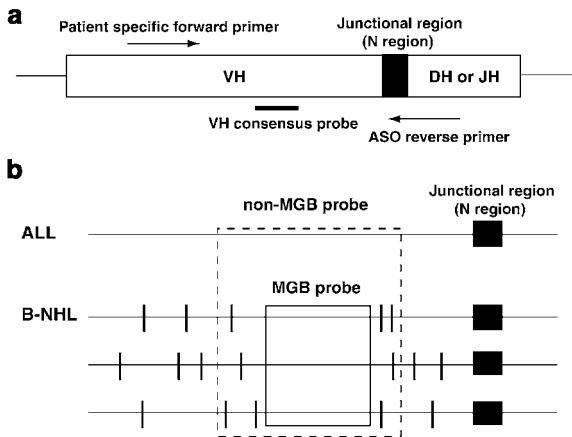 a
Patient specific forward primer
Junctional region
(N region)
VH
DH or JH
VH consensus probe
ASO reverse primer
b
Junctional region
(N region)
non-MGB probe
ALL
MGB probe
B-NHL